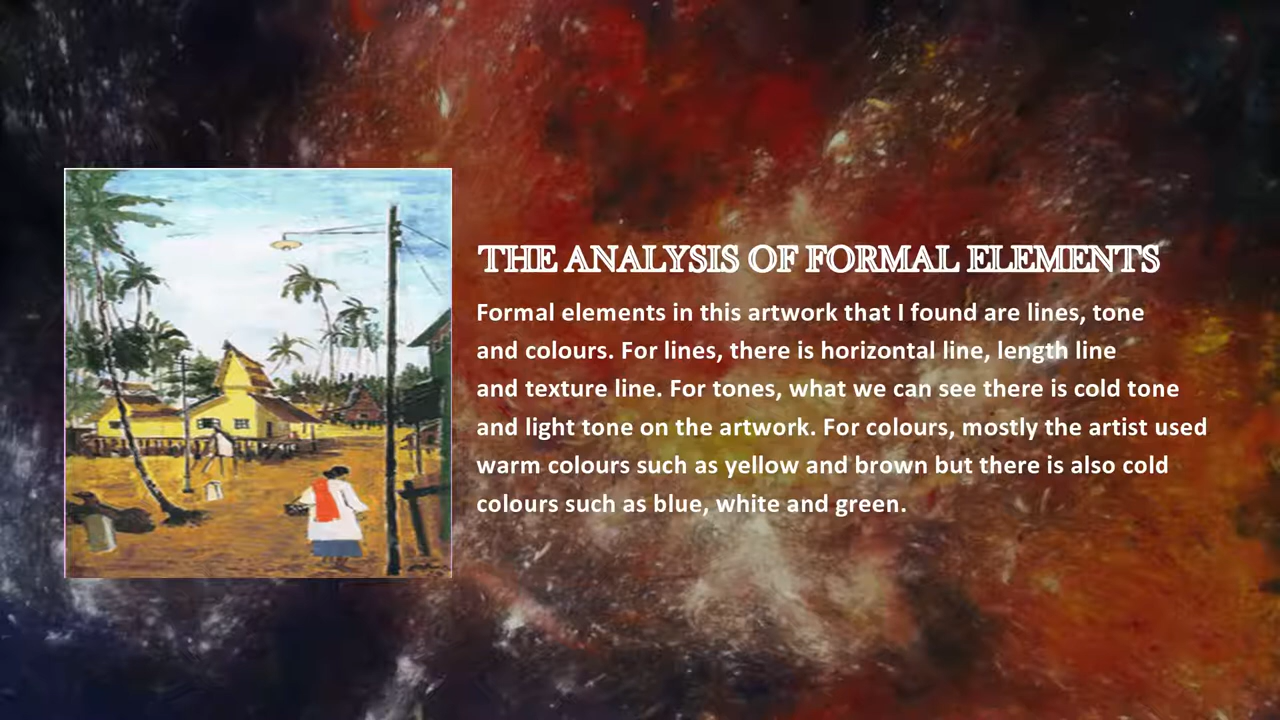 THE ANALYSIS OF FORMAL ELEMENTS
Formal elements in this artwork that I found are lines, tone
and colours. For lines, there is horizontal line, length line
and texture line. For tones, what we can see there is cold tone
and light tone on the artwork. For colours, mostly the artist used
warm colours such as yellow and brown but there is also cold
colours such as blue, white and green.